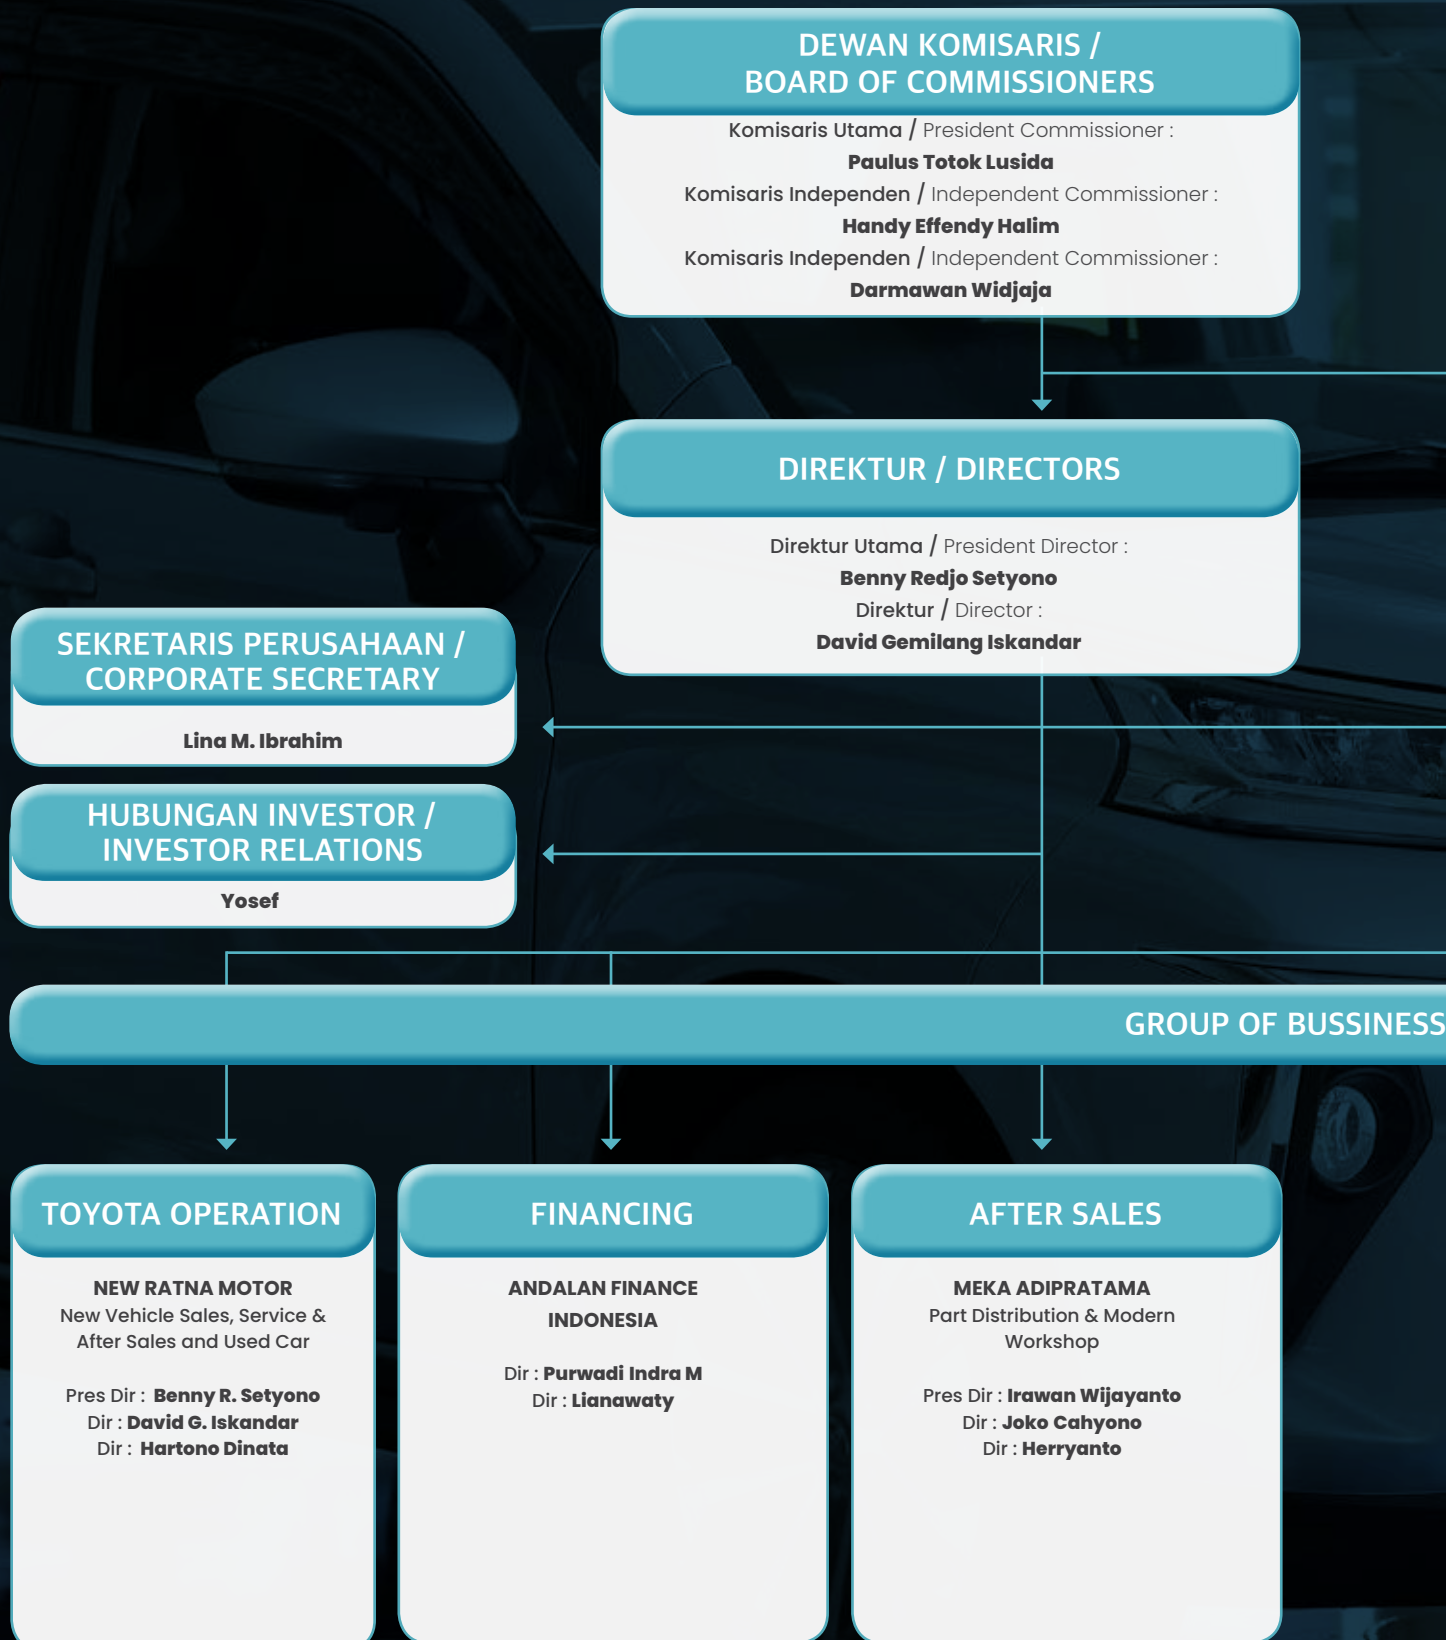 DEWAN KOMISARIS /
BOARD OF COMMISSIONERS
Komisaris Utama / President Commissioner :
Paulus Totok Lusida
Komisaris Independen / Independent Commissioner :
Handy Effendy Halim
Komisaris Independen / Independent Commissioner :
Darmawan Widjaja
DIREKTUR / DIRECTORS
Direktur Utama / President Director :
Benny Redjo Setyono
Direktur / Director :
David Gemilang Iskandar
SEKRETARIS PERUSAHAAN /
CORPORATE SECRETARY
Lina M. Ibrahim
HUBUNGAN INVESTOR /
INVESTOR RELATIONS
Yosef
GROUP OF BUSSINESS
TOYOTA OPERATION
NEW RATNA MOTOR
New Vehicle Sales, Service &
After Sales and Used Car
Pres Dir : Benny R. Setyono
Dir : David G. Iskandar
Dir : Hartono Dinata
FINANCING
ANDALAN FINANCE
INDONESIA
Dir : Purwadi Indra M
Dir : Lianawaty
AFTER SALES
MEKA ADIPRATAMA
Part Distribution & Modern
Workshop
Pres Dir : Irawan Wijayanto
Dir : Joko Cahyono
Dir : Herryanto